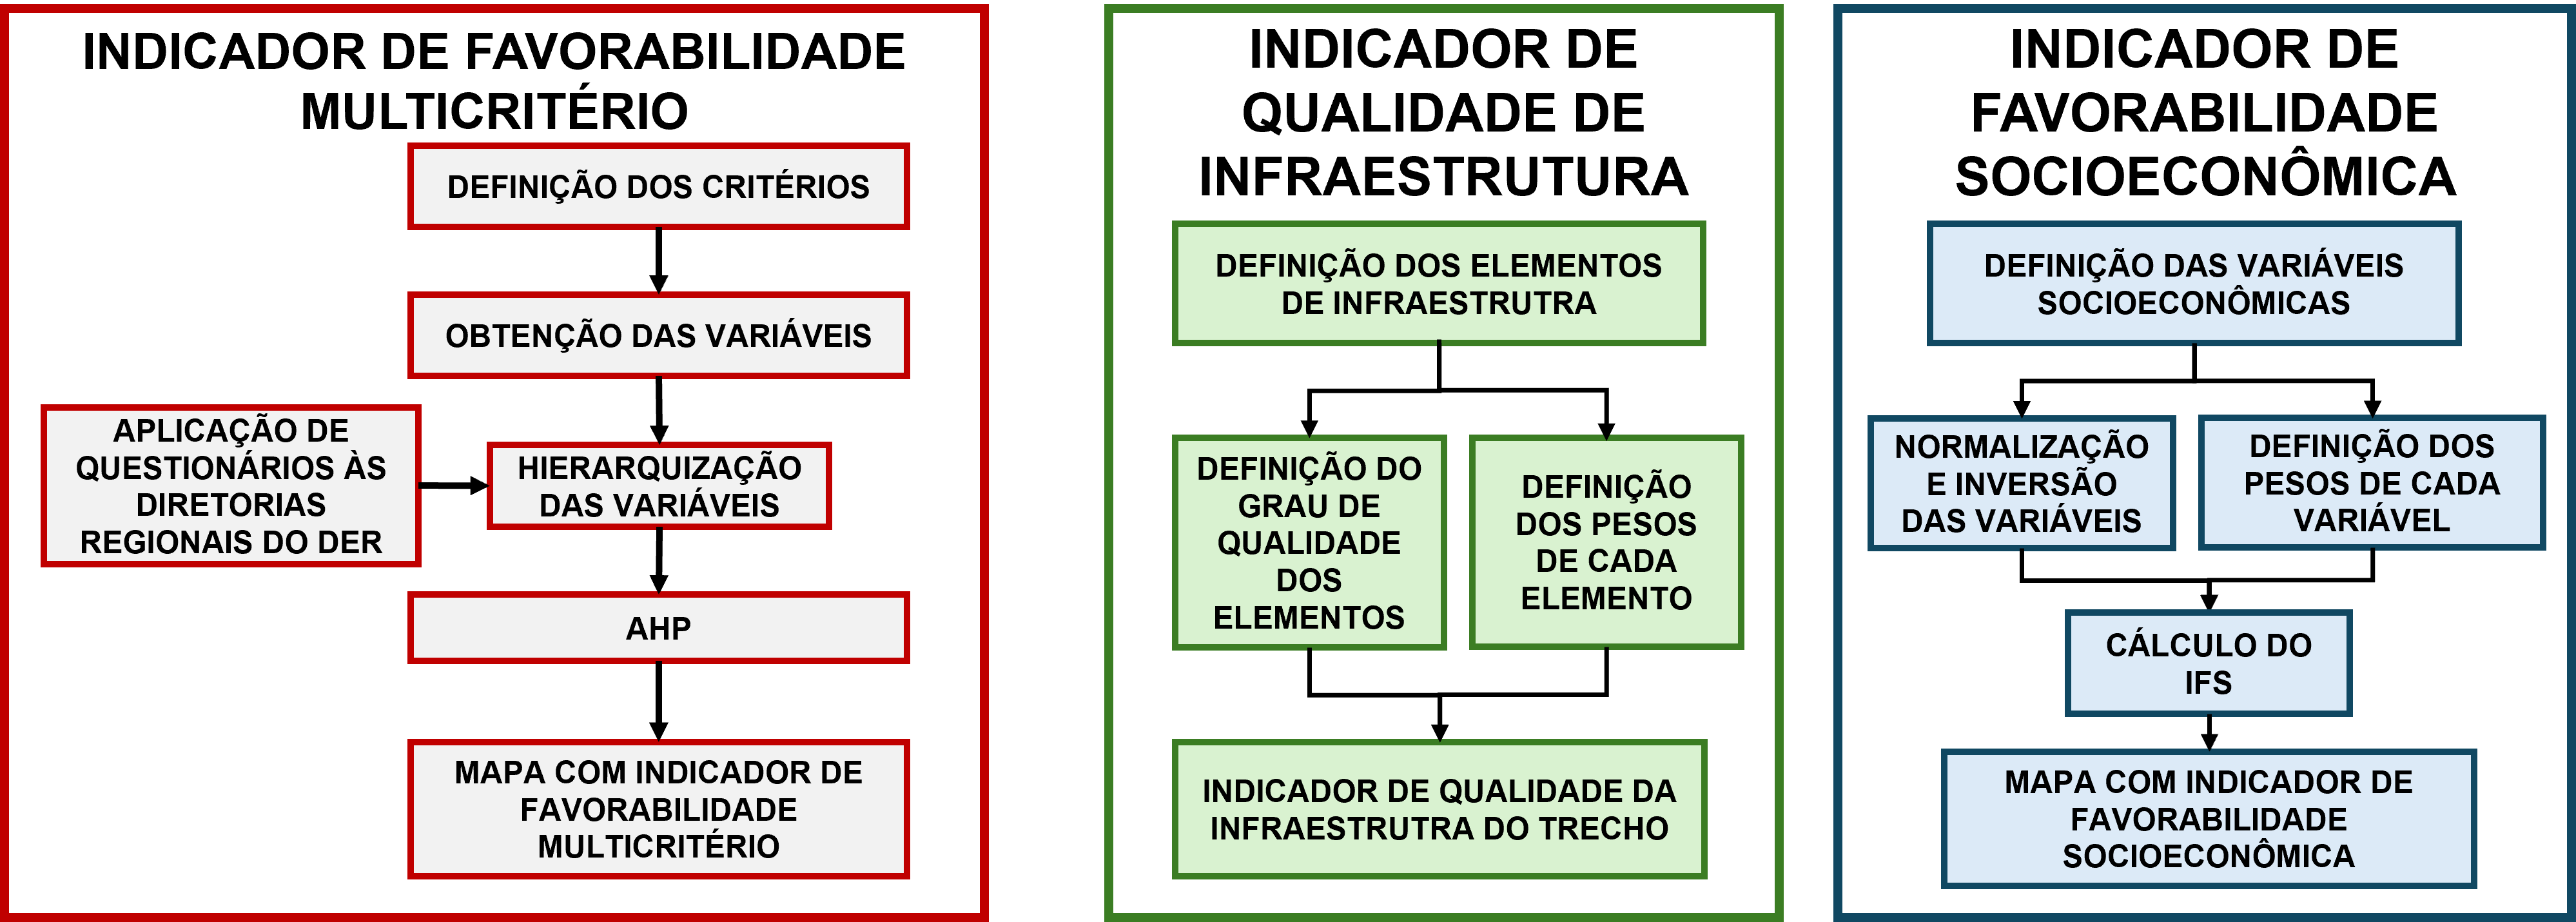 INDICADOR DE FAVORABILIDADE
MULTICRITÉRIO
DEFINIÇÃO DOS CRITÉRIOS
OBTENÇÃO DAS VARIÁVEIS
APLICAÇÃO DE
QUESTIONÁRIOS ÀS
DIRETORIAS
REGIONAIS DO DER
HIERARQUIZAÇÃO
DAS VARIÁVEIS
AHP
MAPA COM INDICADOR DE
FAVORABILIDADE
MULTICRITÉRIO
INDICADOR DE
QUALIDADE DE
INFRAESTRUTURA
DEFINIÇÃO DOS ELEMENTOS
DE INFRAESTRUTRA
DEFINIÇÃO DO
GRAU DE
QUALIDADE
DOS
ELEMENTOS
DEFINIÇÃO
DOS PESOS
DE CADA
ELEMENTO
INDICADOR DE QUALIDADE DA
INFRAESTRUTRA DO TRECHO
INDICADOR DE
FAVORABILIDADE
SOCIOECONÔMICA
DEFINIÇÃO DAS VARIÁVEIS
SOCIOECONÔMICAS
NORMALIZAÇÃO
E INVERSÃO
DAS VARIÁVEIS
DEFINIÇÃO DOS
PESOS DE CADA
VARIÁVEL
CÁLCULO DO
IFS
MAPA COM INDICADOR DE
FAVORABILIDADE
SOCIOECONÔMICA